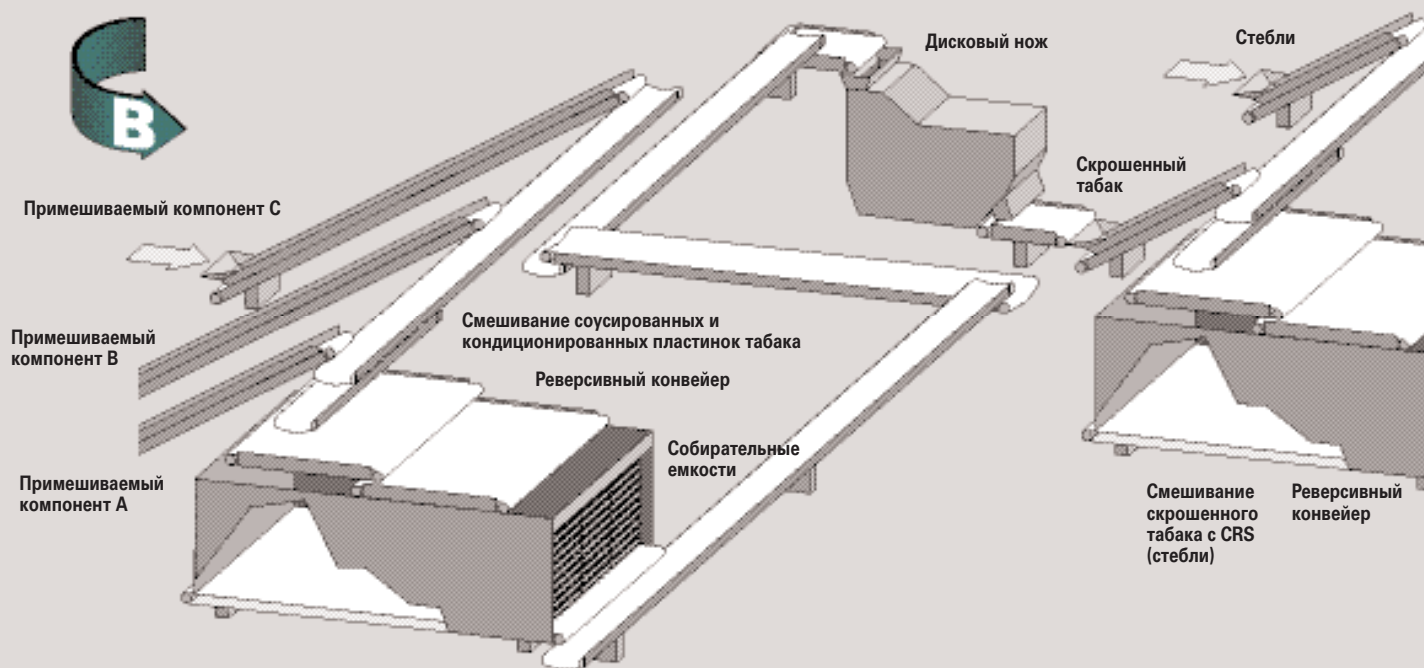 B
Дисковый нож
Стебли
Скрошенный
табак
Примешиваемый компонент C
Примешиваемый
компонент B
Смешивание соусированных и
кондиционированных пластинок табака
Реверсивный конвейер
Собирательные
емкости
Примешиваемый
компонент A
Смешивание
скрошенного
табака с CRS
(стебли)
Реверсивный
конвейер